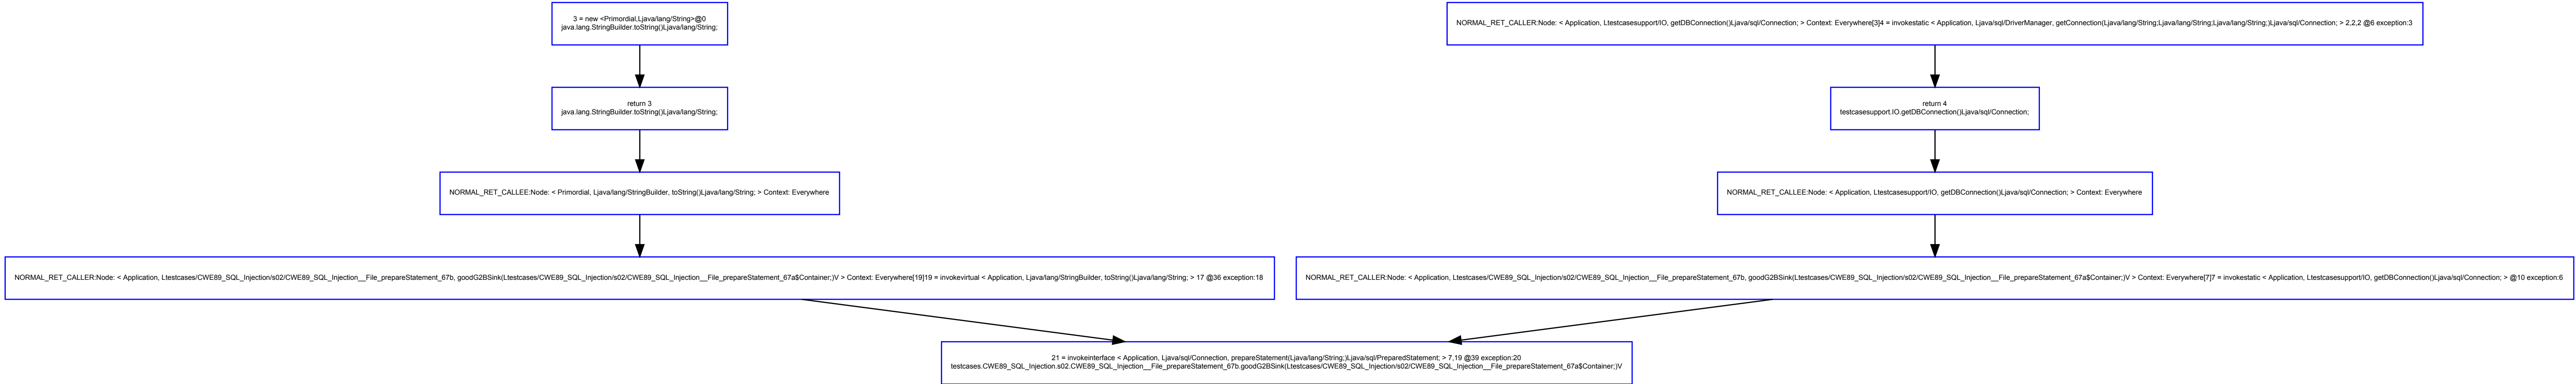 3 = new <Primordial,Ljava/lang/String>@0
java.lang.StringBuilder.toString()Ljava/lang/String;
NORMAL_RET_CALLER:Node: < Application, Ltestcasesupport/IO, getDBConnection()Ljava/sql/Connection; > Context: Everywhere[3]4 = invokestatic < Application, Ljava/sql/DriverManager, getConnection(Ljava/lang/String;Ljava/lang/String;Ljava/lang/String;)Ljava/sql/Connection; > 2,2,2 @6 exception:3
return 3
java.lang.StringBuilder.toString()Ljava/lang/String;
return 4
testcasesupport.IO.getDBConnection()Ljava/sql/Connection;
NORMAL_RET_CALLEE:Node: < Primordial, Ljava/lang/StringBuilder, toString()Ljava/lang/String; > Context: Everywhere
NORMAL_RET_CALLEE:Node: < Application, Ltestcasesupport/IO, getDBConnection()Ljava/sql/Connection; > Context: Everywhere
NORMAL_RET_CALLER:Node: < Application, Ltestcases/CWE89_SQL_Injection/s02/CWE89_SQL_Injection__File_prepareStatement_67b, goodG2BSink(Ltestcases/CWE89_SQL_Injection/s02/CWE89_SQL_Injection__File_prepareStatement_67a$Container;)V > Context: Everywhere[19]19 = invokevirtual < Application, Ljava/lang/StringBuilder, toString()Ljava/lang/String; > 17 @36 exception:18
NORMAL_RET_CALLER:Node: < Application, Ltestcases/CWE89_SQL_Injection/s02/CWE89_SQL_Injection__File_prepareStatement_67b, goodG2BSink(Ltestcases/CWE89_SQL_Injection/s02/CWE89_SQL_Injection__File_prepareStatement_67a$Container;)V > Context: Everywhere[7]7 = invokestatic < Application, Ltestcasesupport/IO, getDBConnection()Ljava/sql/Connection; > @10 exception:6
21 = invokeinterface < Application, Ljava/sql/Connection, prepareStatement(Ljava/lang/String;)Ljava/sql/PreparedStatement; > 7,19 @39 exception:20
testcases.CWE89_SQL_Injection.s02.CWE89_SQL_Injection__File_prepareStatement_67b.goodG2BSink(Ltestcases/CWE89_SQL_Injection/s02/CWE89_SQL_Injection__File_prepareStatement_67a$Container;)V